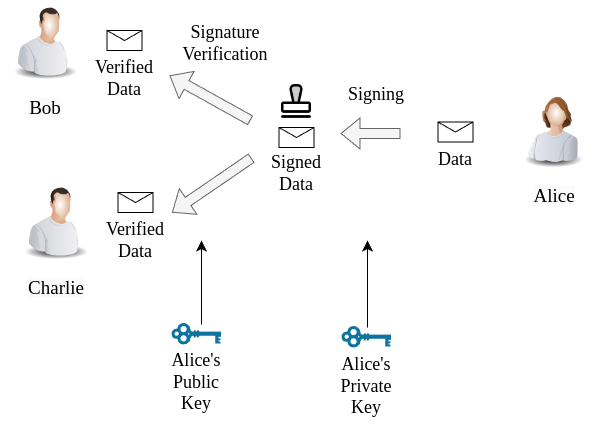 Signature
Verification
Verified
Data
Bob
Signing
Signed
Data
Data
Alice
Verified
Data
Charlie
Alice's
Public
Key
Alice's
Private
Key